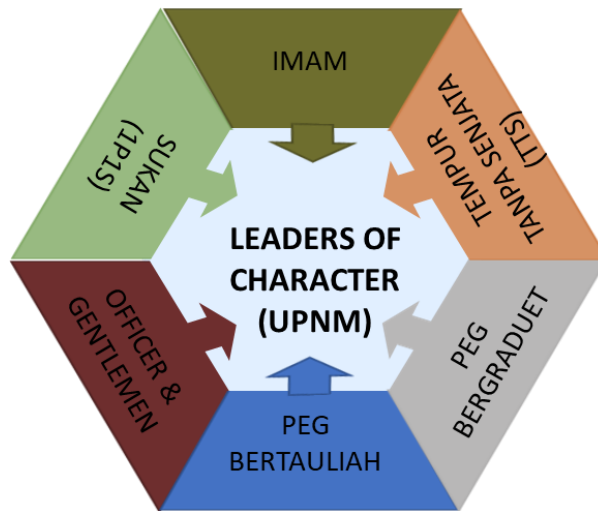 IMAM
TEMPUR
TANPA SENJATA
(TTS)
PEG
BERGRADUET
PEG
BERTAULIAH
OFFICER &
GENTLEMEN
SUKAN
(1P1S)
LEADERS OF
CHARACTER
(UPNM)